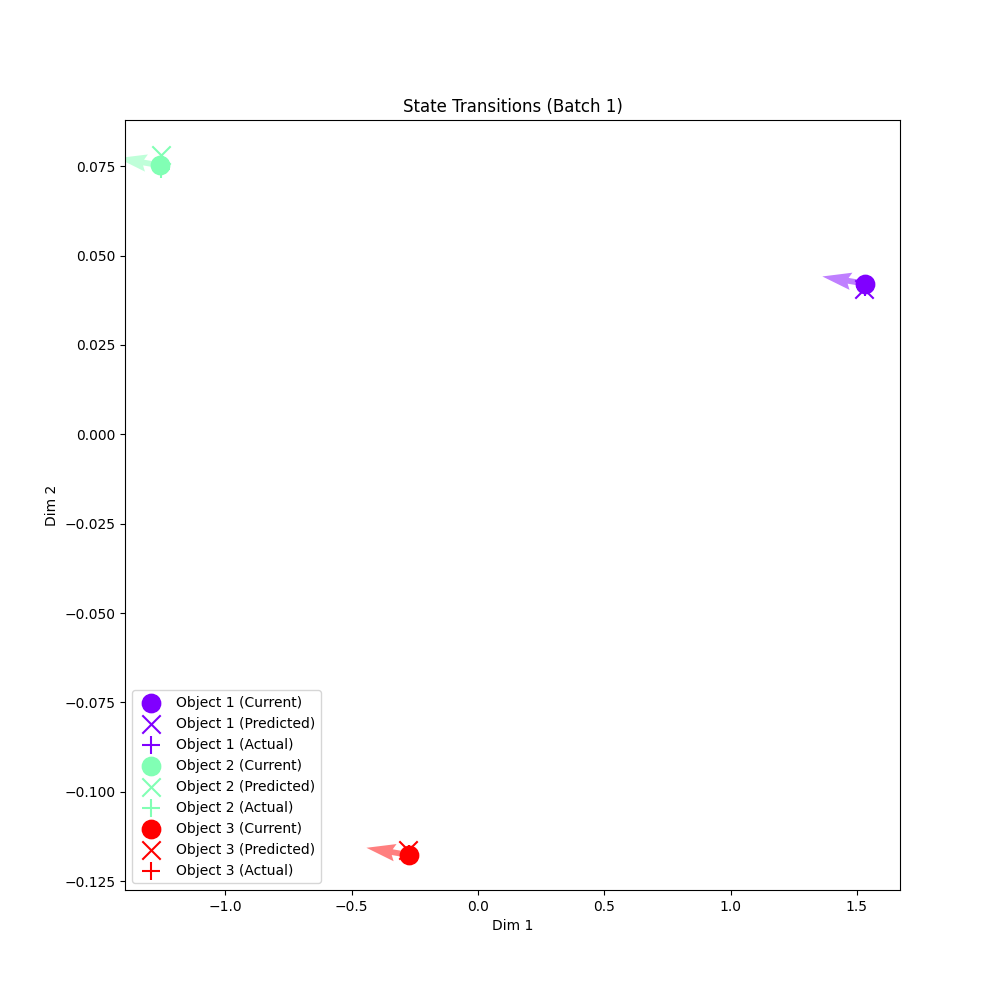 State Transitions (Batch 1)
0.075
0.050
0.025
0.000
−0.025
−0.050
−0.075
−0.100
−0.125
Dim 2
Object 1 (Current)
Object 1 (Predicted)
Object 1 (Actual)
Object 2 (Current)
Object 2 (Predicted)
Object 2 (Actual)
Object 3 (Current)
Object 3 (Predicted)
Object 3 (Actual)
−1.0 −0.5 0.0 0.5 1.0 1.5
Dim 1